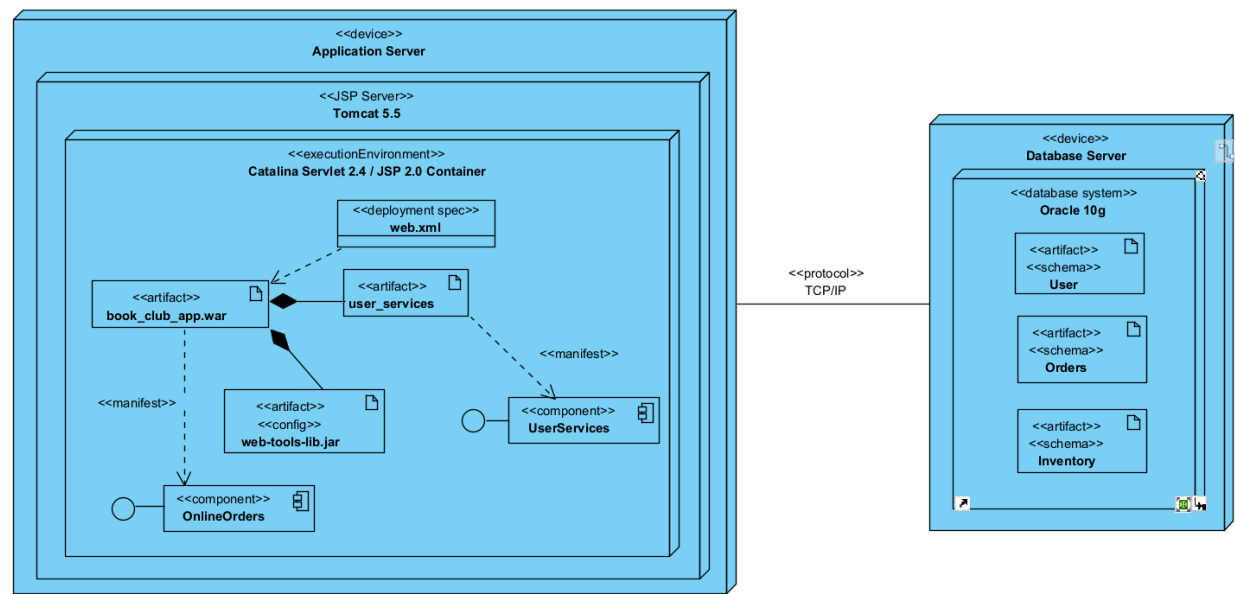 <<device>>
Application Server
<<JSP Server>>
Tomcat 5.5
<<executionEnvironment>>
Catalina Servlet 2.4 / JSP 2.0 Container
<<deployment spec>>
web.xml
<<artifact>>
book_club_app.war
<<artifact>>
user_services
<<manifest>>
<<manifest>>
<<artifact>>
<<config>>
web-tools-lib.jar
<<component>>
UserServices
<<component>>
OnlineOrders
<<protocol>>
TCP/IP
<<device>>
Database Server
<<database system>>
Oracle 10g
<<artifact>>
<<schema>>
User
<<artifact>>
<<schema>>
Orders
<<artifact>>
<<schema>>
Inventory